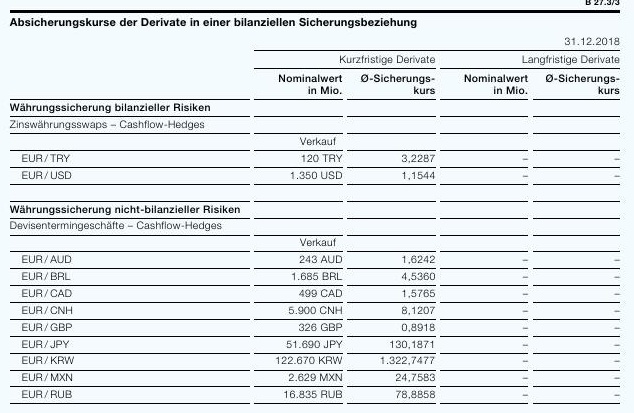 B 27.3/3
Absicherungskurse der Derivate in einer bilanziellen Sicherungsbeziehung
31.12.2018
Kurzfristige Derivate Langfristige Derivate
Nominalwert in Mio. Ø-Sicherungs-kurs Nominalwert in Mio. Ø-Sicherungs-kurs
Währungssicherung bilanzieller Risiken
Zinswährungsswaps – Cashflow-Hedges
Verkauf
EUR / TRY 120 TRY 3,2287 – –
EUR / USD 1.350 USD 1,1544 – –
Währungssicherung nicht-bilanzieller Risiken
Devisentermingeschäfte – Cashflow-Hedges
Verkauf
EUR / AUD 243 AUD 1,6242 – –
EUR / BRL 1.685 BRL 4,5360 – –
EUR / CAD 499 CAD 1,5765 – –
EUR / CNH 5.900 CNH 8,1207 – –
EUR / GBP 326 GBP 0,8918 – –
EUR / JPY 51.690 JPY 130,1871 – –
EUR / KRW 122.670 KRW 1.322,7477 – –
EUR / MXN 2.629 MXN 24,7583 – –
EUR / RUB 16.835 RUB 78,8858 – –